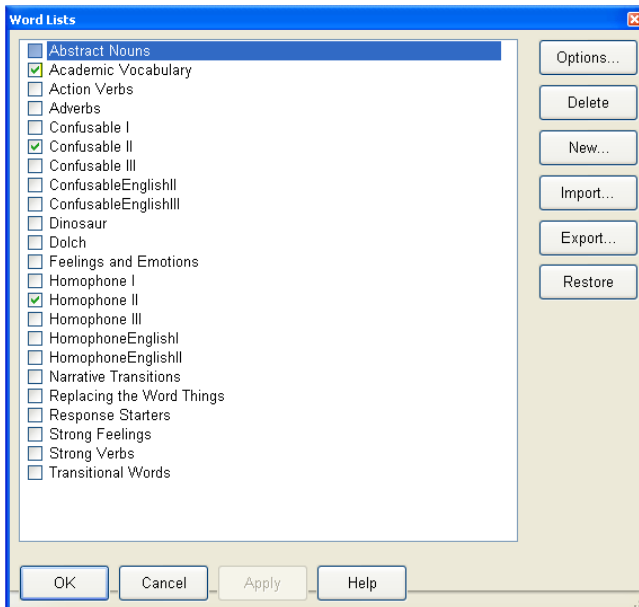 Word Lists
Abstract Nouns
Academic Vocabulary
Action Verbs
Adverbs
Confusable I
Confusable II
Confusable III
ConfusableEnglishII
ConfusableEnglishIII
Dinosaur
Dolch
Feelings and Emotions
Homophone I
Homophone II
Homophone III
HomophoneEnglishI
HomophoneEnglishII
Narrative Transitions
Replacing the Word Things
Response Starters
Strong Feelings
Strong Verbs
Transitional Words
Options...
Delete
New...
Import...
Export...
Restore
OK
Cancel
Apply
Help